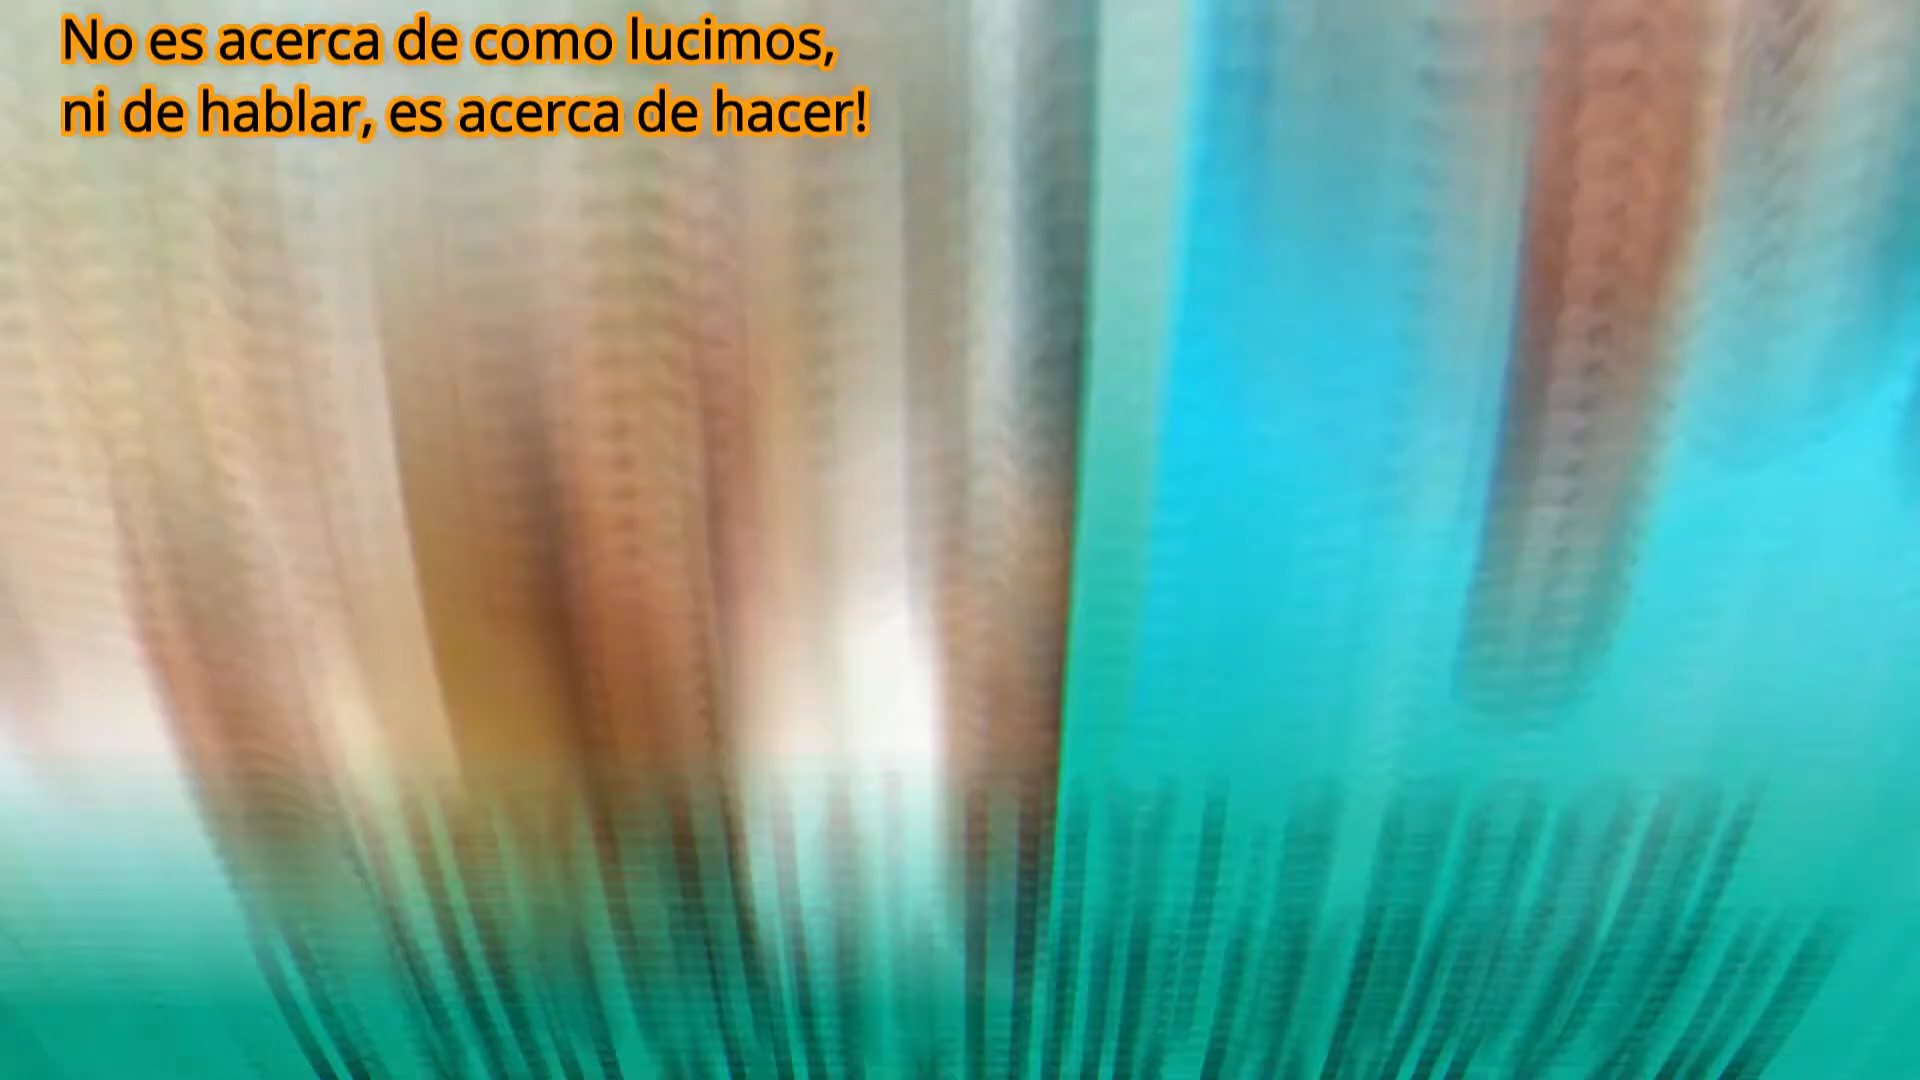 No es acerca de como lucimos,
ni de hablar, es acerca de hacer!